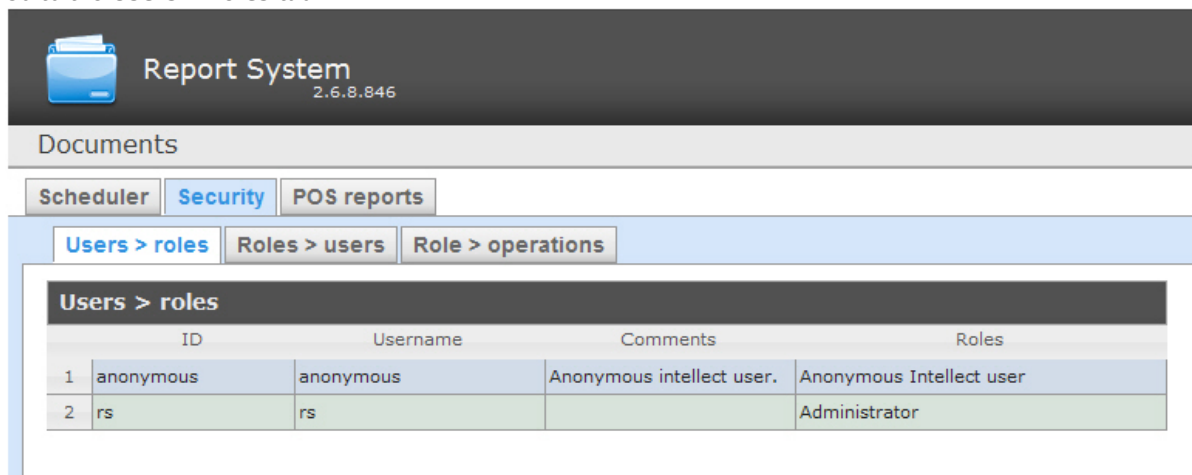 Report System
2.6.8.846
Documents
Scheduler Security POS reports
Users > roles Roles > users Role > operations
Users > roles
ID Username Comments Roles
1 anonymous anonymous Anonymous intellect user. Anonymous Intellect user
2 rs rs Administrator